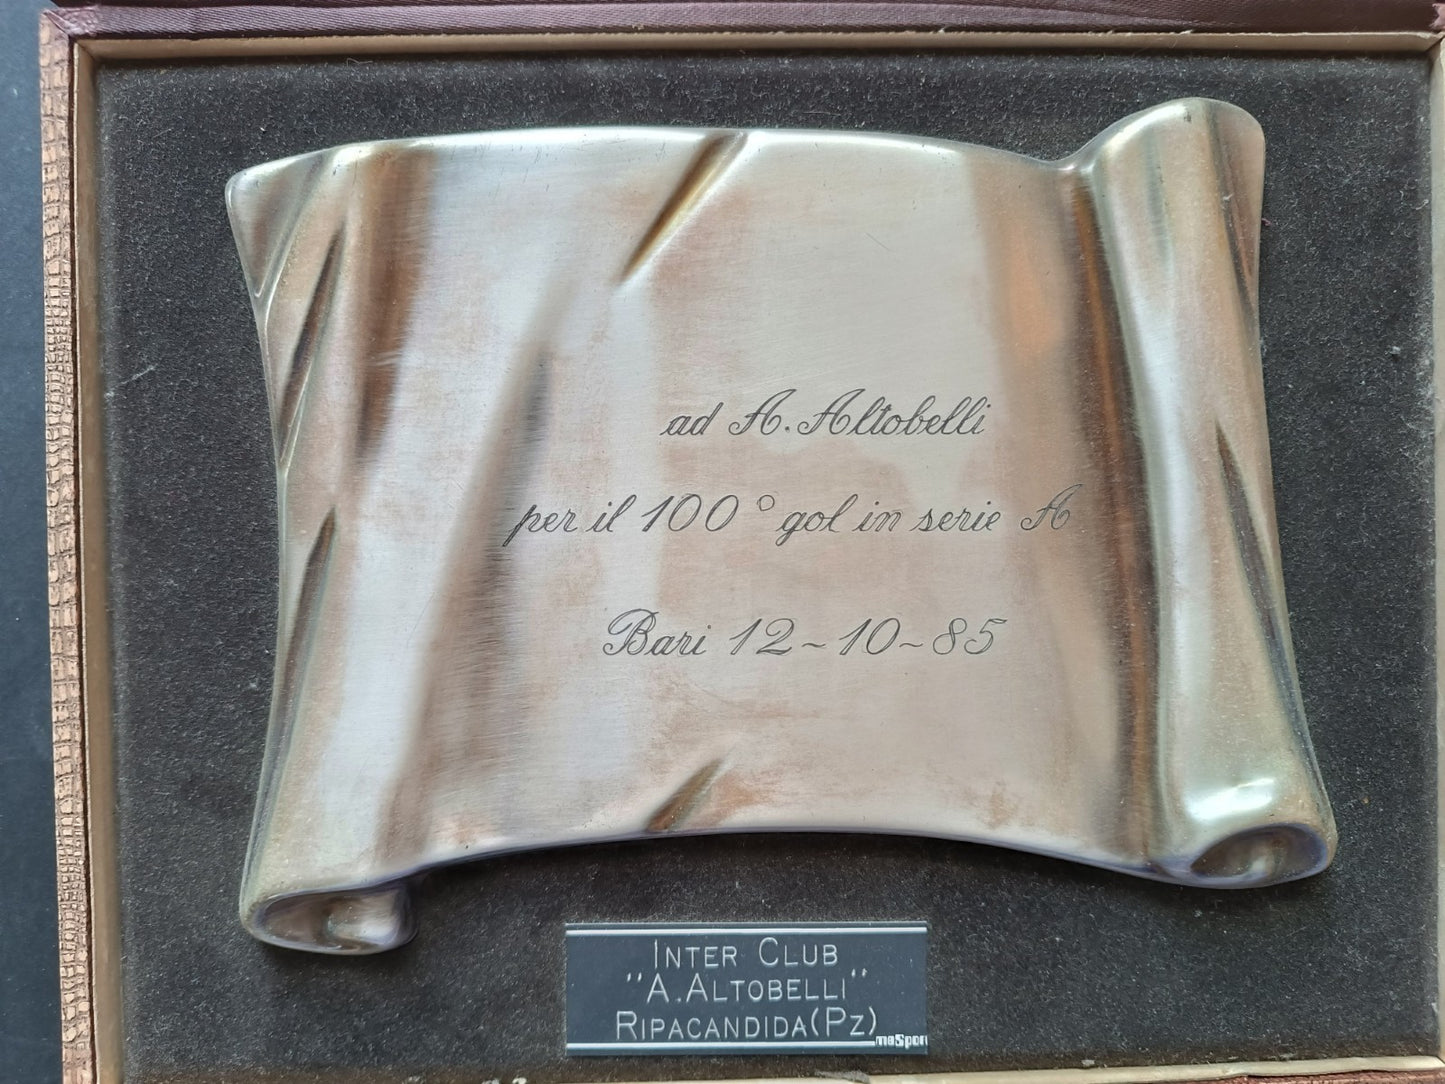 ad A. Altobelli
per il 100° gol in serie A
Bari 12-10-85
INTER CLUB
"A. ALTOBELLI"
RIPACANDIDA (PZ)